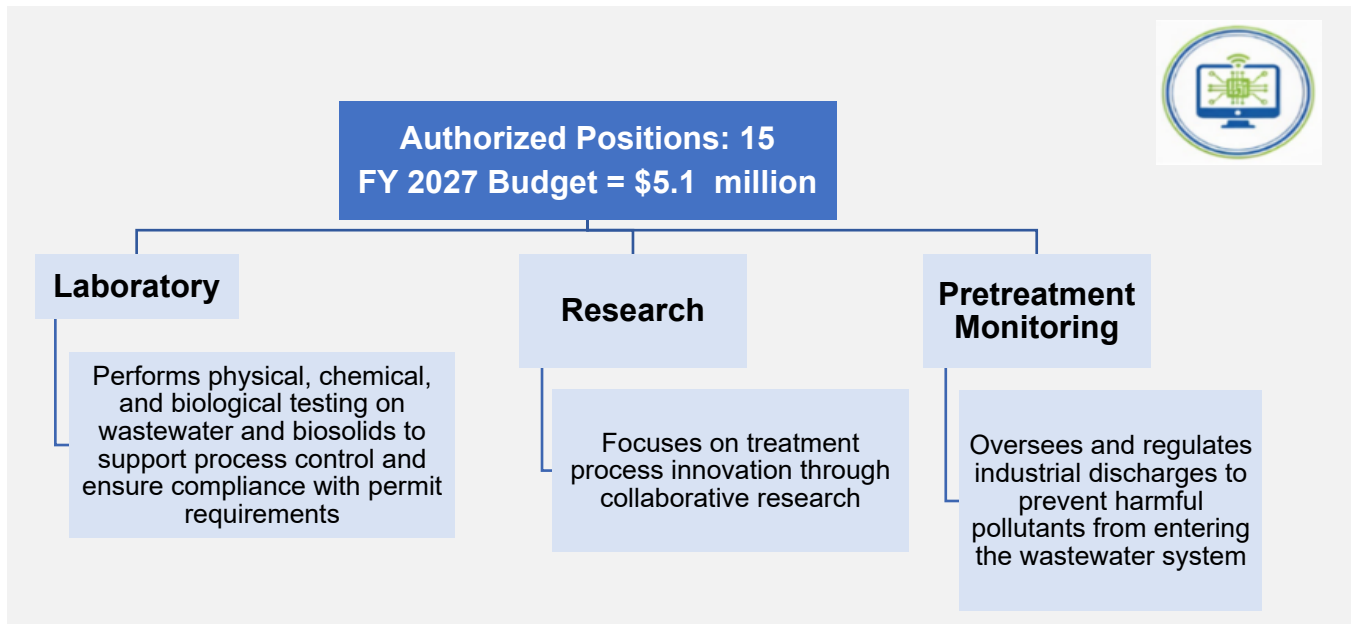 Authorized Positions: 15
FY 2027 Budget = $5.1 million
Laboratory
Performs physical, chemical,
and biological testing on
wastewater and biosolids to
support process control and
ensure compliance with permit
requirements
Research
Focuses on treatment
process innovation through
collaborative research
Pretreatment
Monitoring
Oversees and regulates
industrial discharges to
prevent harmful
pollutants from entering
the wastewater system